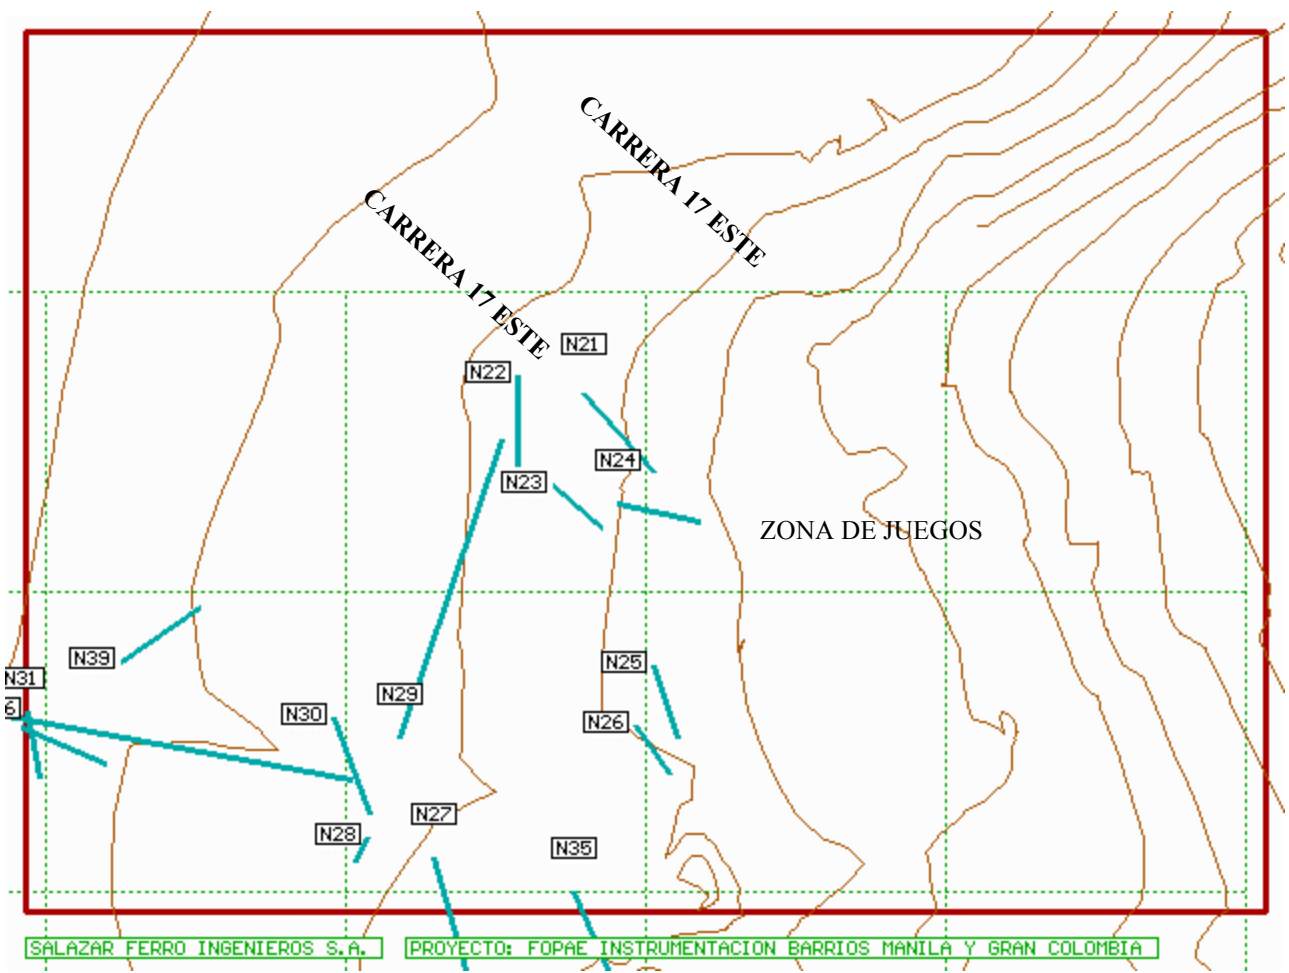 CARRERA 17 ESTE
CARRERA 17 ESTE
N21
N22
N24
N23
ZONA DE JUEGOS
N39
N25
N31
N29
6
N30
N26
N27
N28
N35
SALAZAR FERRO INGENIEROS S.A.
PROYECTO: FOPAE INSTRUMENTACION BARRIOS MANILA Y GRAN COLOMBIA